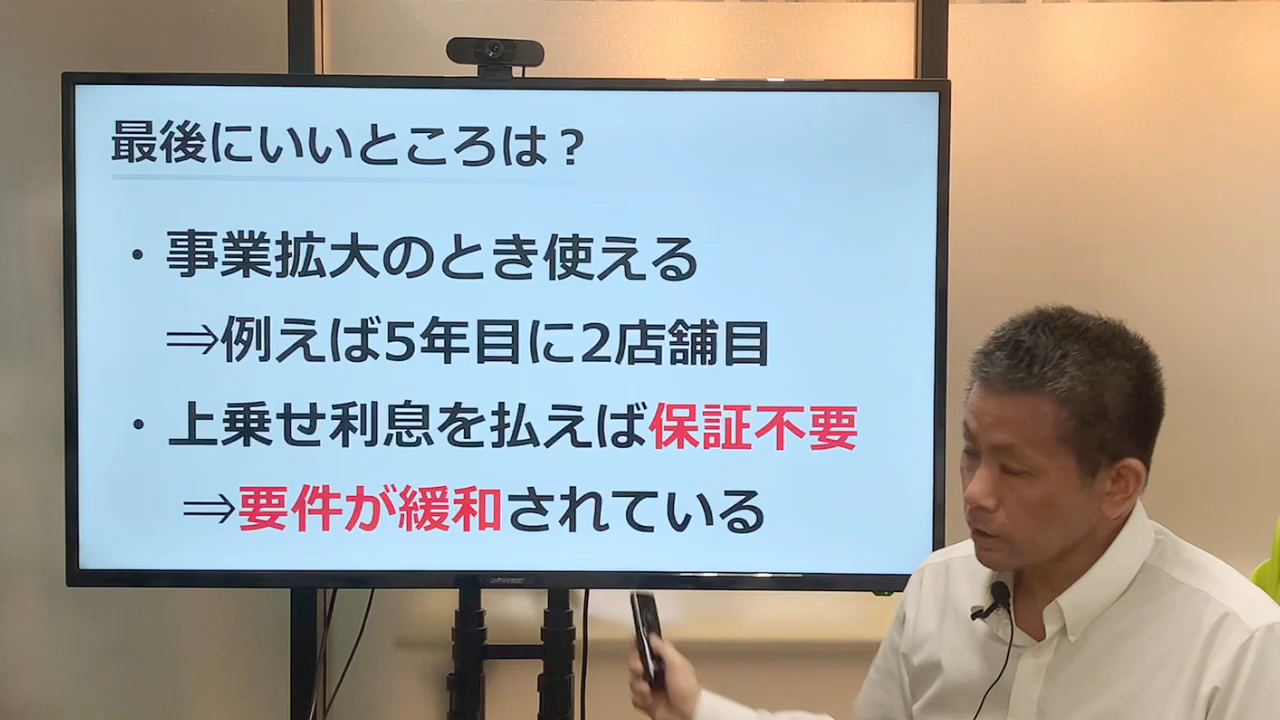 最後にいいところは？
・事業拡大のとき使える
⇒例えば5年目に2店舗目
・上乗せ利息を払えば保証不要
⇒要件が緩和されている